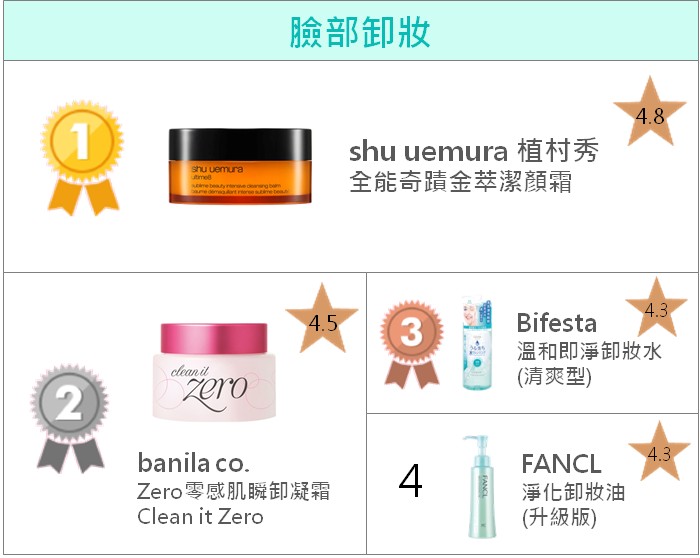 臉部卸妝
1
shu uemura
ultime8
sublime beauty intensive cleansing balm
baume démaquillant intense sublime beauté
shu uemura 植村秀
全能奇蹟金萃潔顏霜
4.8
2
clean it
zero
4.5
banila co.
Zero零感肌瞬卸凝霜
Clean it Zero
3
Bifesta
溫和即淨卸妝水
(清爽型)
4.3
4
FANCL
FANCL
淨化卸妝油
(升級版)
4.3